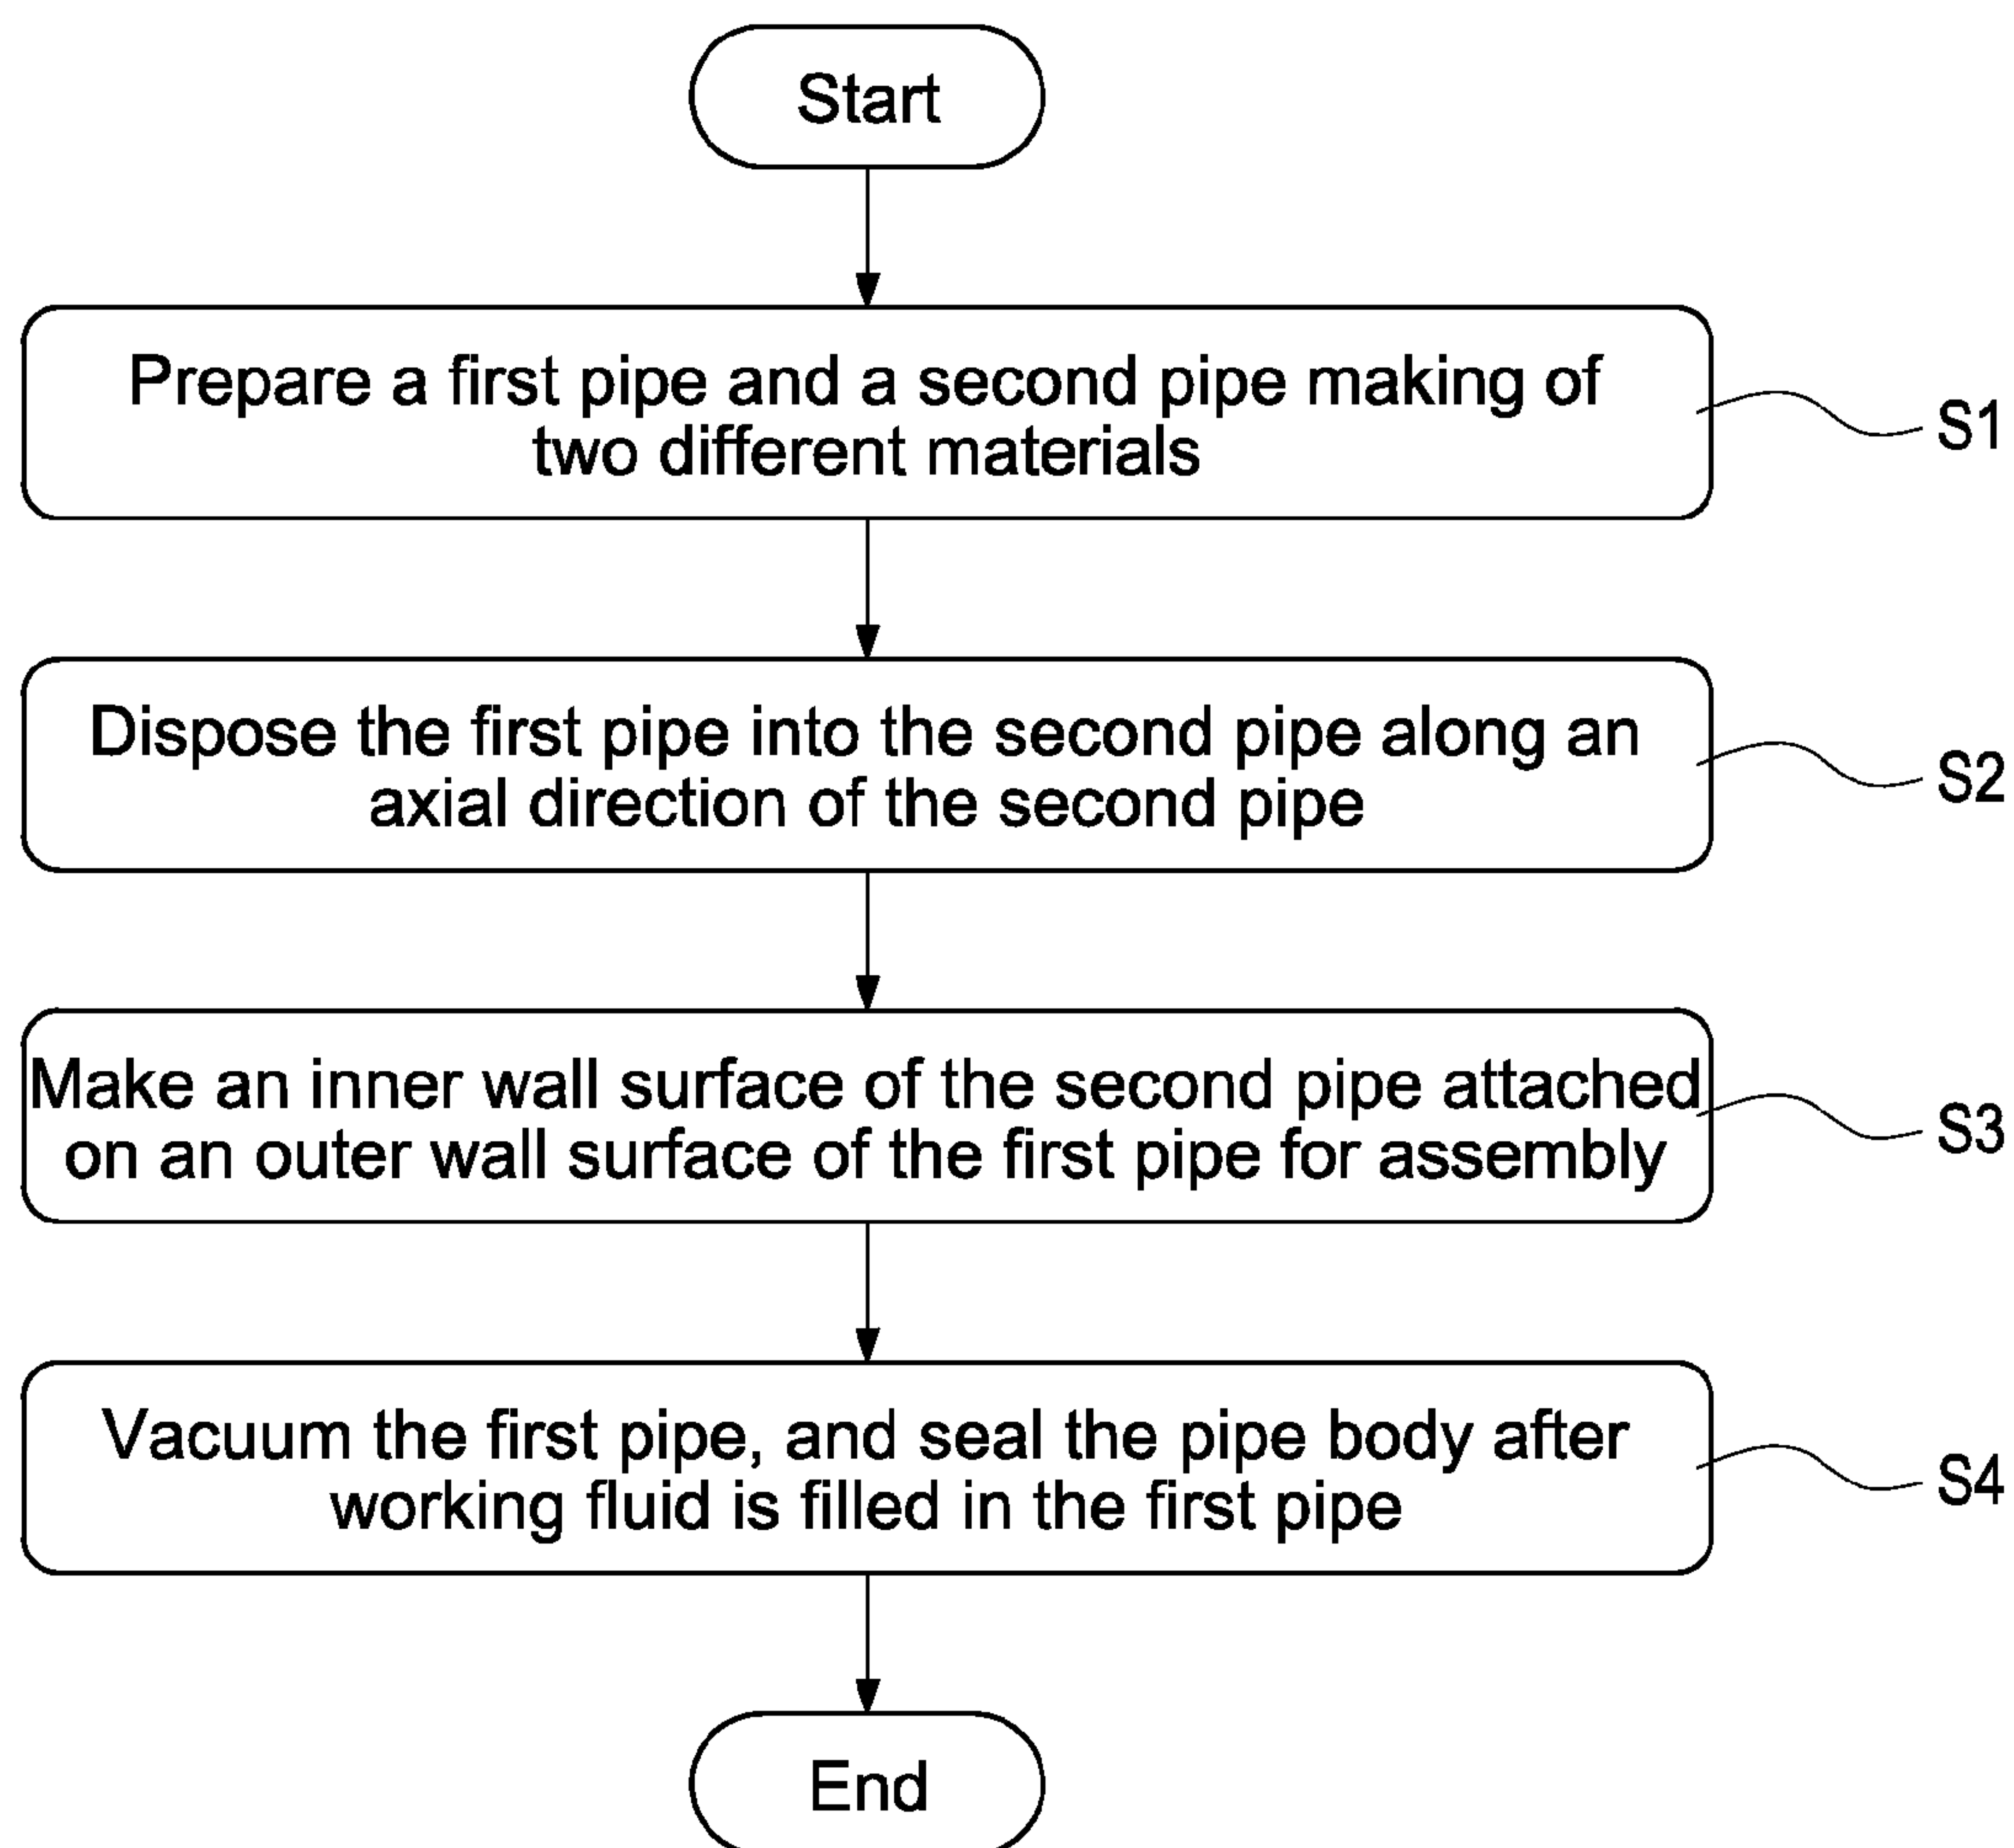 Start
Prepare a first pipe and a second pipe making of
two different materials
S1
Dispose the first pipe into the second pipe along an
axial direction of the second pipe
S2
Make an inner wall surface of the second pipe attached
on an outer wall surface of the first pipe for assembly
S3
Vacuum the first pipe, and seal the pipe body after
working fluid is filled in the first pipe
S4
End